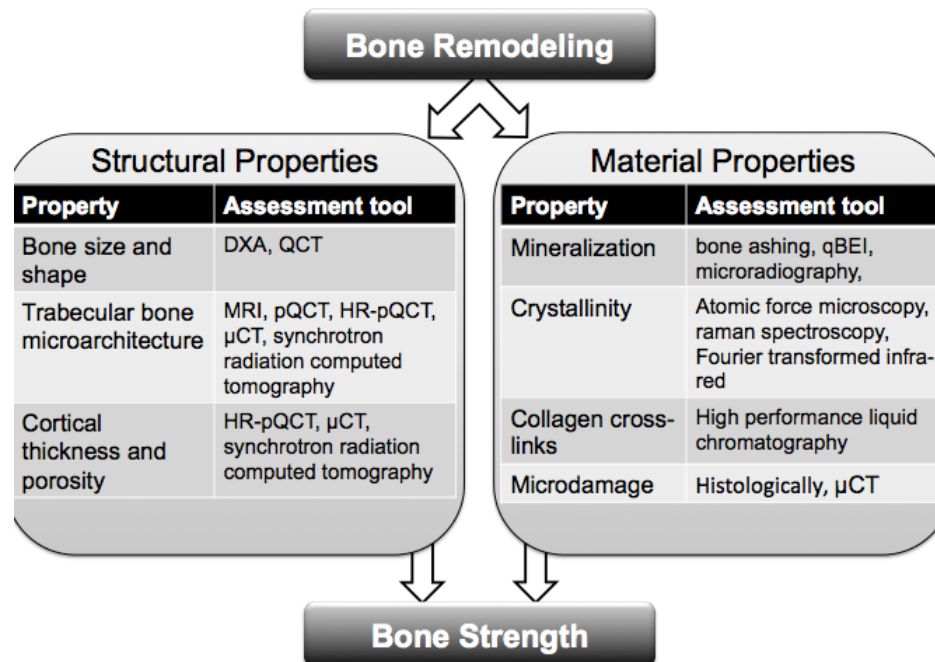 Bone Remodeling
Structural Properties
Property Assessment tool
Bone size and DXA, QCT
shape
Trabecular bone MRI, pQCT, HR-pQCT,
microarchitecture µCT, synchrotron
radiation computed
tomography
Cortical HR-pQCT, µCT,
thickness and synchrotron radiation
porosity computed tomography
Material Properties
Property Assessment tool
Mineralization bone ashing, qBEI,
microradiography,
Crystallinity Atomic force microscopy,
raman spectroscopy,
Fourier transformed infra-
red
Collagen cross- High performance liquid
links chromatography
Microdamage Histologically, µCT
Bone Strength